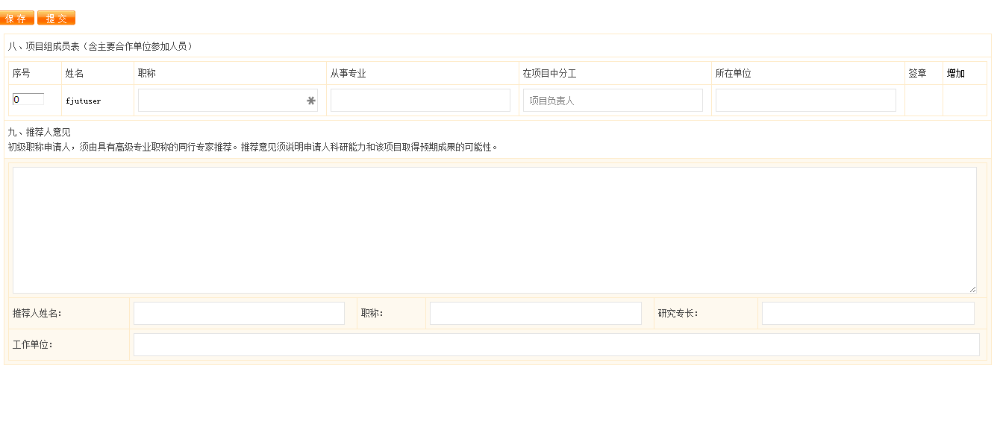 保 存 提 交
八、项目组成员表（含主要合作单位参加人员）
序号 姓名 职称 从事专业 在项目中分工 所在单位 签章 增加
0 fjutuser * 项目负责人
九、推荐人意见
初级职称申请人，须由具有高级专业职称的同行专家推荐。推荐意见须说明申请人科研能力和该项目取得预期成果的可能性。
推荐人姓名： 职称： 研究专长：
工作单位：